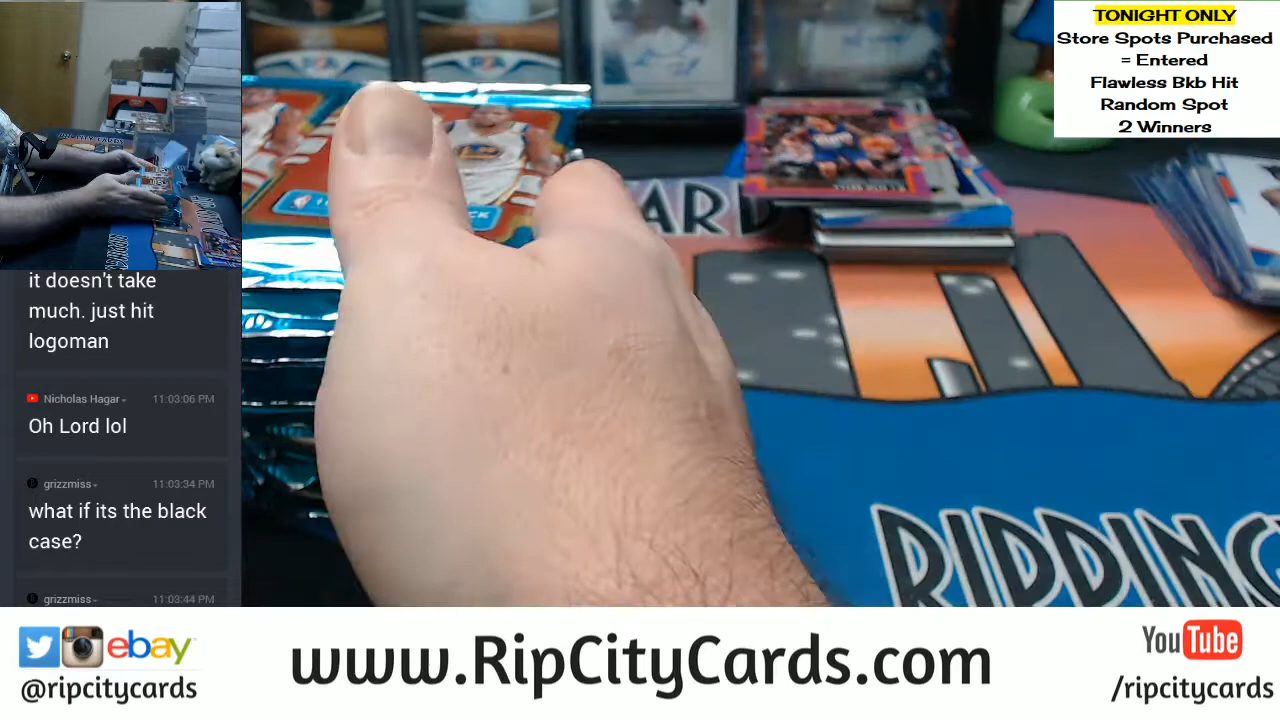 TONIGHT ONLY
Store Spots Purchased
= Entered
Flawless Bkb Hit
Random Spot
2 Winners
it doesn't take
much. just hit
logoman
Nicholas Hagar
11:03:06 PM
Oh Lord lol
grizzmiss
11:03:34 PM
what if its the black
case?
grizzmiss
11:03:44 PM
ARD
RIPPING
ebay
@ripcitycards
www.RipCityCards.com
YouTube
/ripcitycards